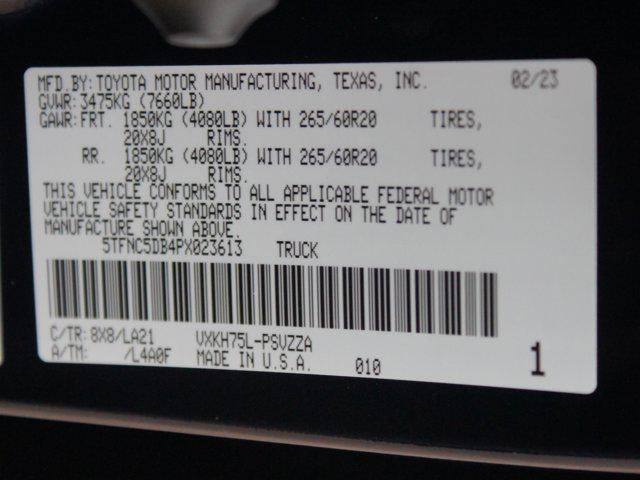 MFD.BY:TOYOTA MOTOR MANUFACTURING, TEXAS, INC. 02/23
GVWR:3475KG (7660LB)
GAWR:FRT. 1850KG (4080LB) WITH 265/60R20 TIRES,
20X8J RIMS.
RR. 1850KG (4080LB) WITH 265/60R20 TIRES,
20X8J RIMS.
THIS VEHICLE CONFORMS TO ALL APPLICABLE FEDERAL MOTOR
VEHICLE SAFETY STANDARDS IN EFFECT ON THE DATE OF
MANUFACTURE SHOWN ABOVE.
5TFNC5DB4PX023613 TRUCK
C/TR:8X8/LA21 VXKH75L-PSVZZA
A/TM: /L4A0F MADE IN U.S.A. 010 1